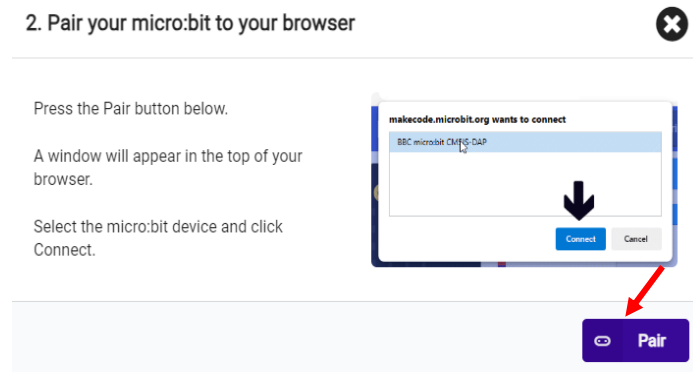 2. Pair your micro:bit to your browser
Press the Pair button below.
A window will appear in the top of your
browser.
Select the micro:bit device and click
Connect.
makecode.microbit.org wants to connect
BBC micro:bit CMSIS-DAP
Connect
Cancel
Pair